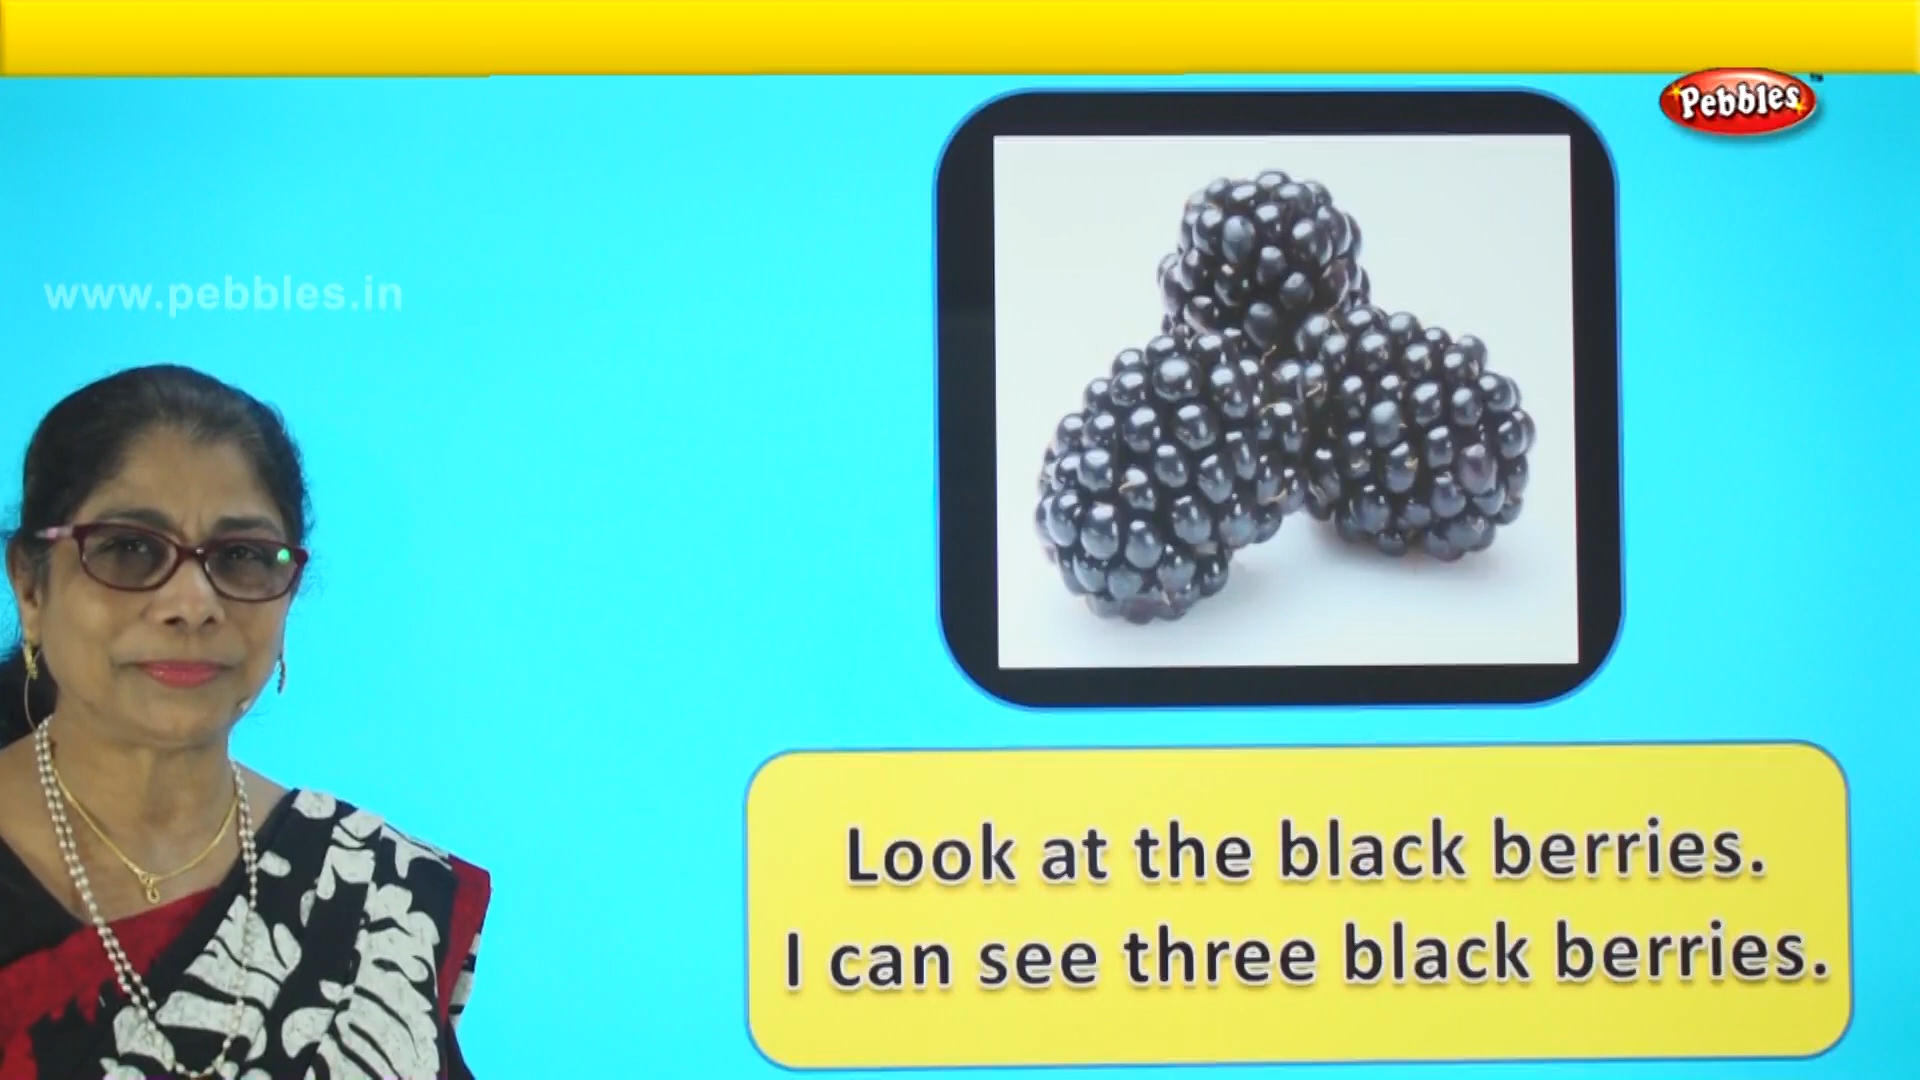 Pebbles
www.pebbles.in
Look at the black berries.
I can see three black berries.